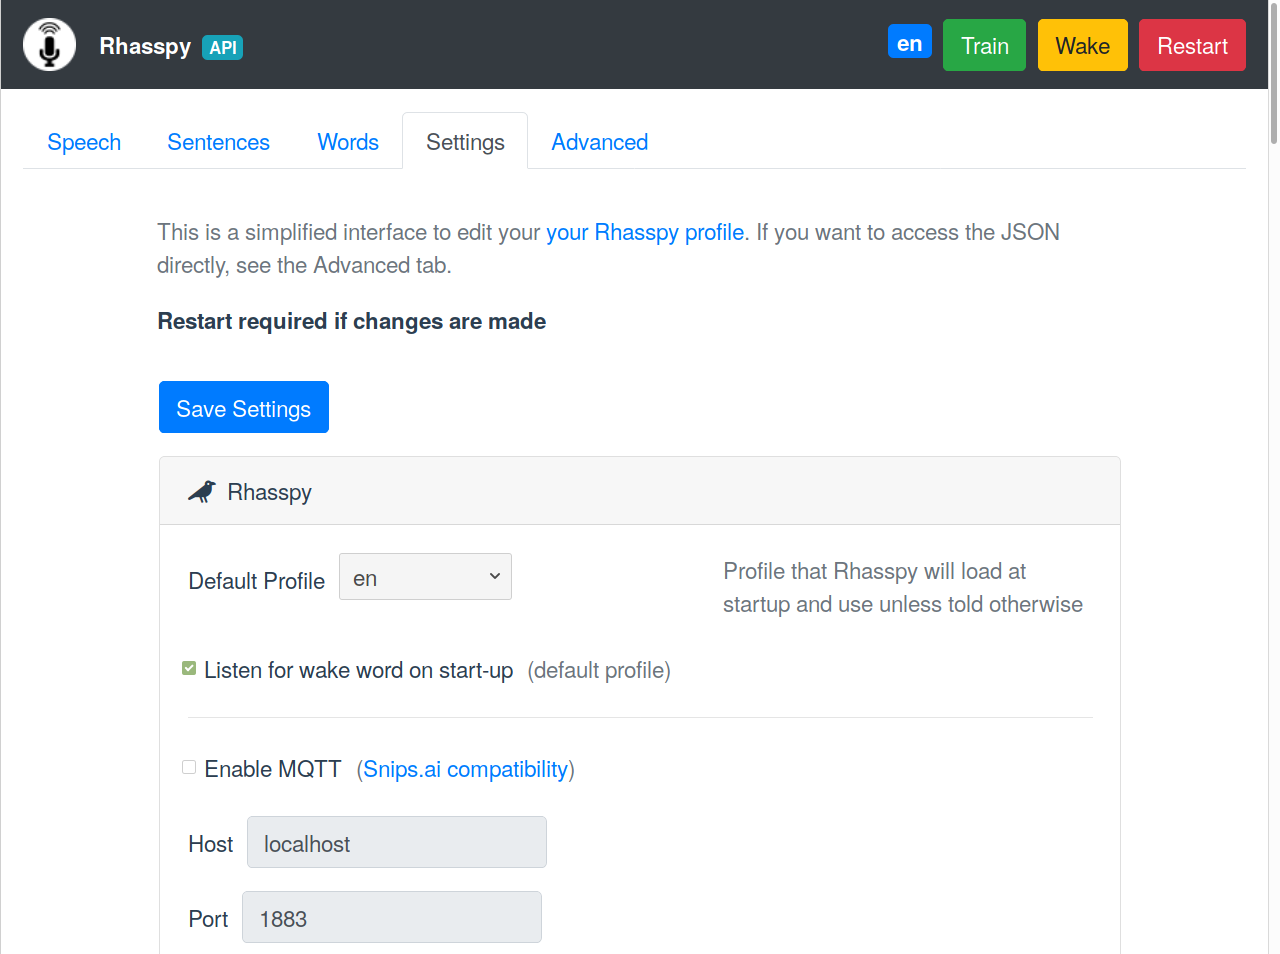 Rhasspy API en Train Wake Restart
Speech Sentences Words Settings Advanced
This is a simplified interface to edit your your Rhasspy profile. If you want to access the JSON
directly, see the Advanced tab.
Restart required if changes are made
Save Settings
Rhasspy
Default Profile en
Profile that Rhasspy will load at
startup and use unless told otherwise
Listen for wake word on start-up (default profile)
Enable MQTT (Snips.ai compatibility)
Host localhost
Port 1883